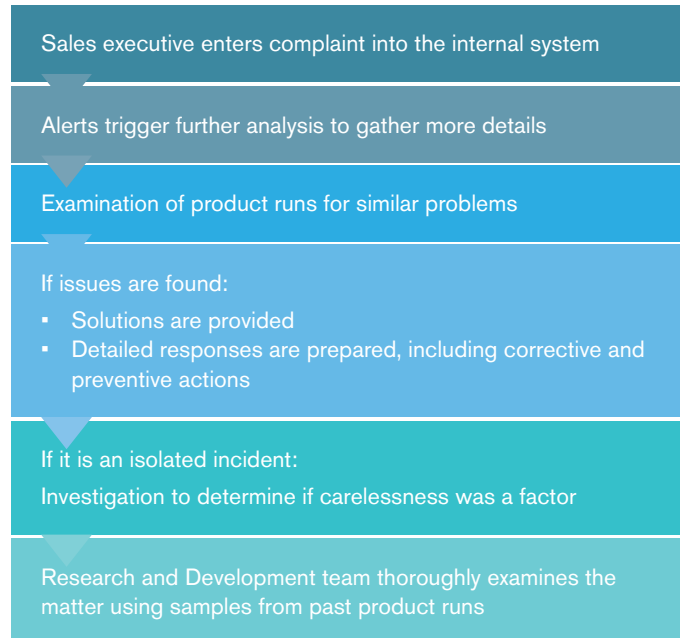 Sales executive enters complaint into the internal system
Alerts trigger further analysis to gather more details
Examination of product runs for similar problems
If issues are found:
▪ Solutions are provided
▪ Detailed responses are prepared, including corrective and
preventive actions
If it is an isolated incident:
Investigation to determine if carelessness was a factor
Research and Development team thoroughly examines the
matter using samples from past product runs